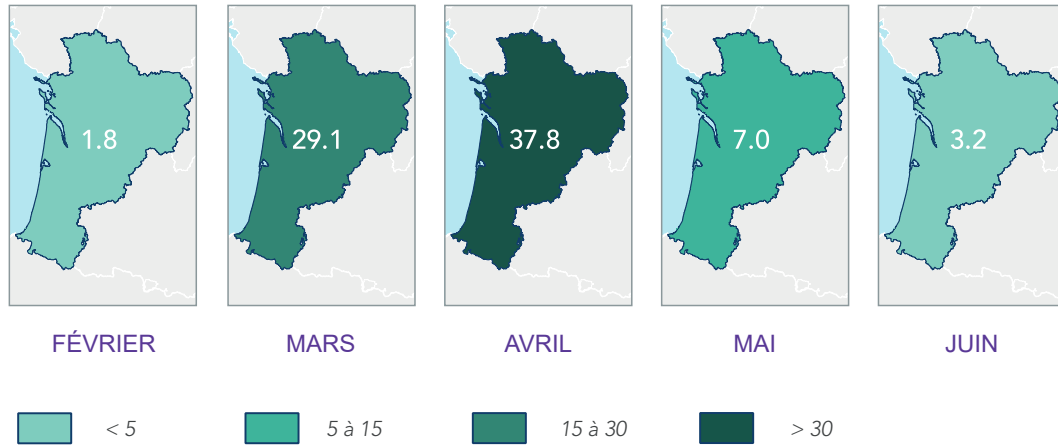 1.8 29.1 37.8 7.0 3.2
FÉVRIER MARS AVRIL MAI JUIN
< 5 5 à 15 15 à 30 > 30